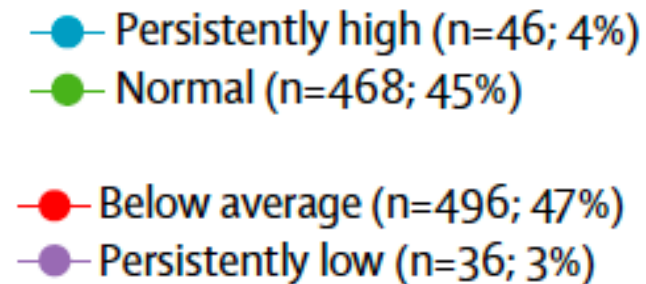 Persistently high (n=46; 4%)
Normal (n=468; 45%)
Below average (n=496; 47%)
Persistently low (n=36; 3%)